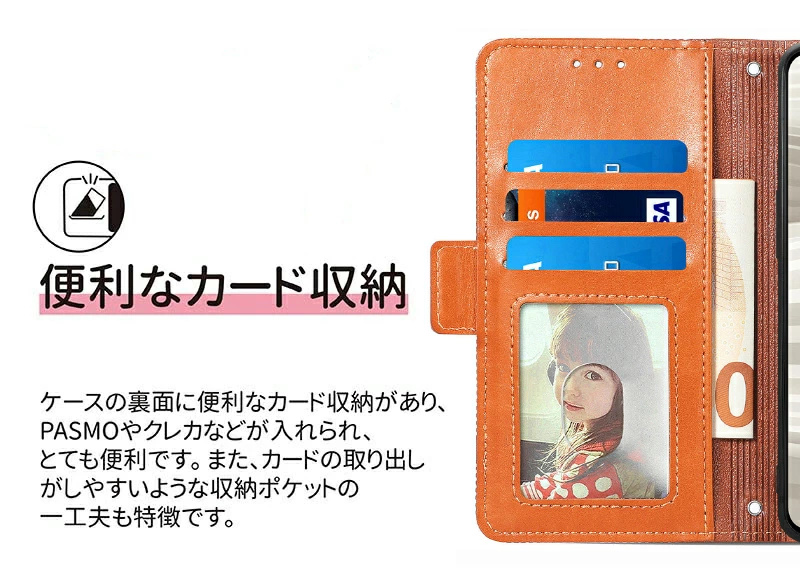 便利なカード収納
ケースの裏面に便利なカード収納があり、
PASMOやクレカなどが入れられ、
とても便利です。また、カードの取り出し
がしやすいような収納ポケットの
一工夫も特徴です。